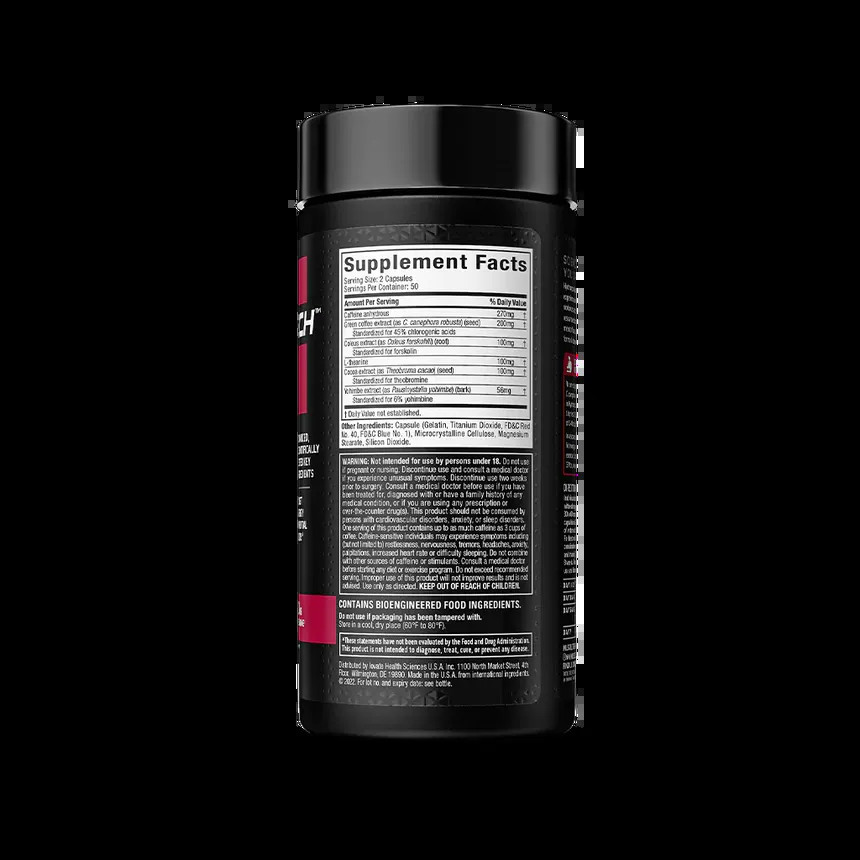 CH™
Supplement Facts
Serving Size: 2 Capsules
Servings Per Container: 50
Amount Per Serving % Daily Value
Caffeine anhydrous 270mg †
Green coffee extract (as C. canephora robusta) (seed) 200mg †
Standardized for 45% chlorogenic acids
Coleus extract (as Coleus forskohlii) (root) 100mg †
Standardized for forskolin
L-theanine 100mg †
Cocoa extract (as Theobroma cacao) (seed) 100mg †
Standardized for theobromine
Yohimbe extract (as Pausinystalia yohimbe) (bark) 56mg †
Standardized for 6% yohimbine
† Daily Value not established.
Other Ingredients: Capsule (Gelatin, Titanium Dioxide, FD&C Red
No. 40, FD&C Blue No. 1), Microcrystalline Cellulose, Magnesium
Stearate, Silicon Dioxide.
WARNING: Not intended for use by persons under 18. Do not use
if pregnant or nursing. Discontinue use and consult a medical doctor
if you experience unusual symptoms. Discontinue use two weeks
prior to surgery. Consult a medical doctor before use if you have
been treated for, diagnosed with or have a family history of any
medical condition, or if you are using any prescription or
over-the-counter drug(s). This product should not be consumed by
persons with cardiovascular disorders, anxiety, or sleep disorders.
One serving of this product contains up to as much caffeine as 3 cups of
coffee. Caffeine-sensitive individuals may experience symptoms including
(but not limited to) restlessness, nervousness, tremors, headaches, anxiety,
palpitations, increased heart rate or difficulty sleeping. Do not combine
with other sources of caffeine or stimulants. Consult a medical doctor
before starting any diet or exercise program. Do not exceed recommended
serving. Improper use of this product will not improve results and is not
advised. Use only as directed. KEEP OUT OF REACH OF CHILDREN.
CONTAINS BIOENGINEERED FOOD INGREDIENTS.
Do not use if packaging has been tampered with.
Store in a cool, dry place (60°F to 80°F).
*These statements have not been evaluated by the Food and Drug Administration.
This product is not intended to diagnose, treat, cure, or prevent any disease.
Distributed by Iovate Health Sciences U.S.A. Inc. 1100 North Market Street, 4th
Floor, Wilmington, DE 19890. Made in the U.S.A. from international ingredients.
© 2022. For lot no. and expiry date: see bottle.